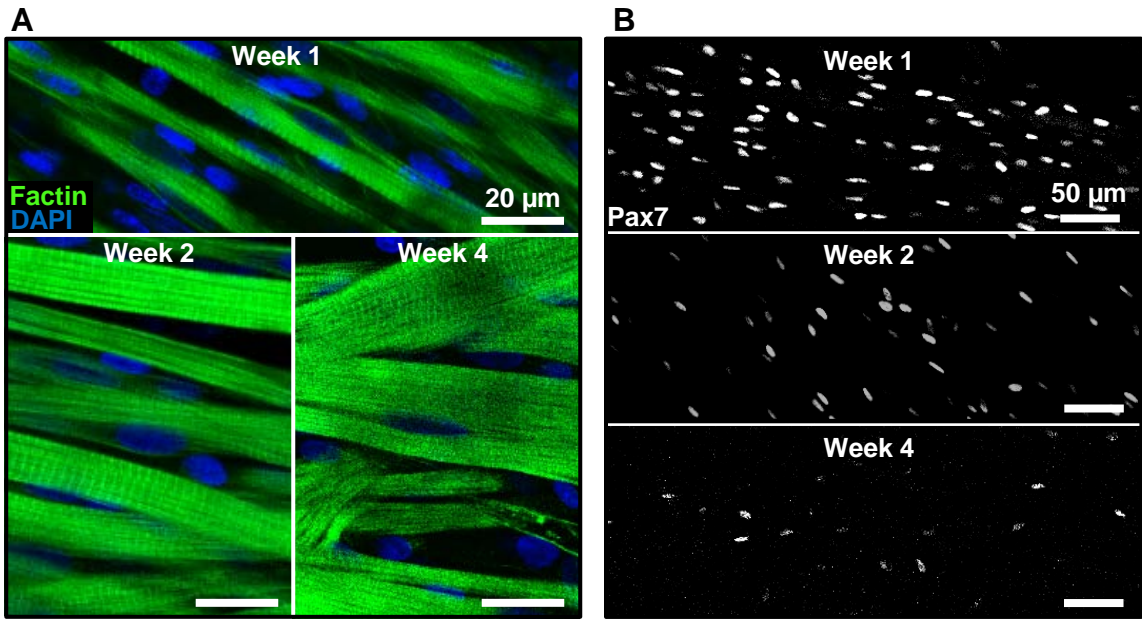 A
Week 1
Factin
DAPI
20 µm
Week 2
Week 4
B
Week 1
Pax7
50 µm
Week 2
Week 4